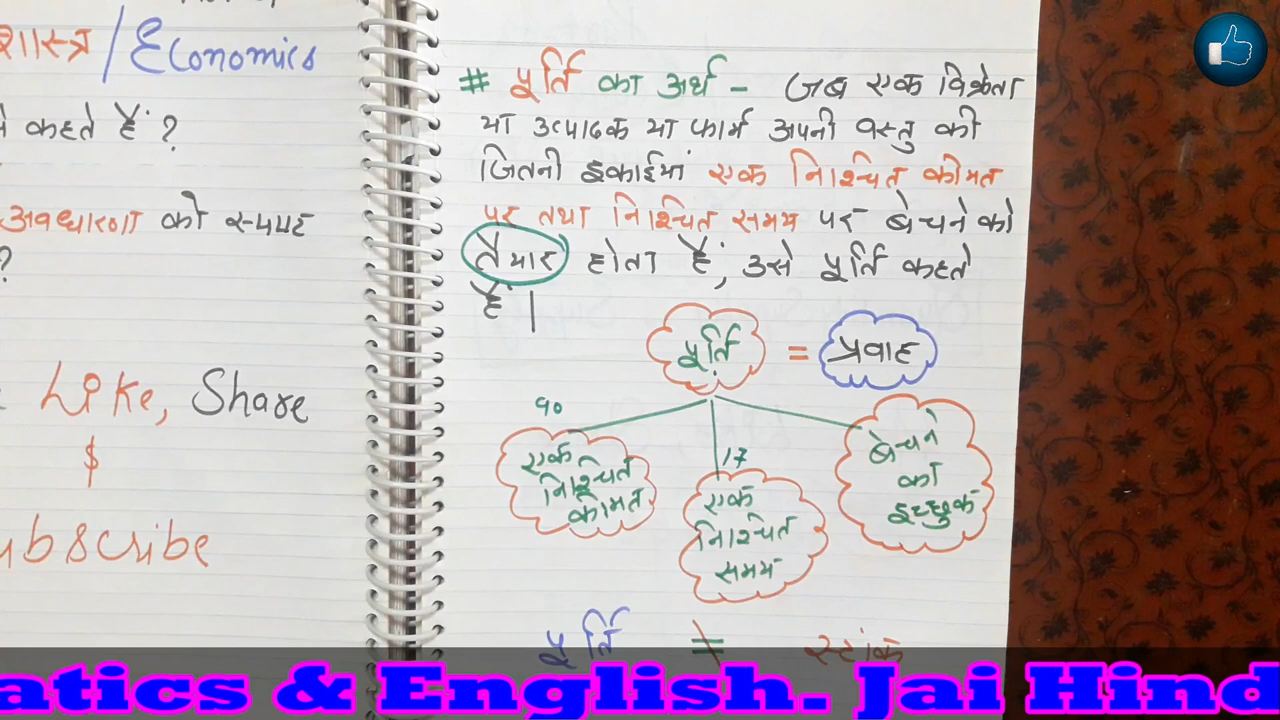 शास्त्र / Economics
कहते हैं ?
अवधारणा को स्पष्ट
?
Like, Share
$
ubscribe
# पूर्ति का अर्थ - जब एक विक्रेता
या उत्पादक या फार्म अपनी वस्तु की
जितनी इकाईयां एक निश्चित कीमत
पर तथा निश्चित समय पर बेचने को
तैयार होता है, उसे पूर्ति कहते
है ।
पूर्ति = प्रवाह
१०
एक
निश्चित
कीमत
17
एक
निश्चित
समय
बेचने
का
इच्छुक
पूर्ति ≠ स्टॉक
atics & English. Jai Hind